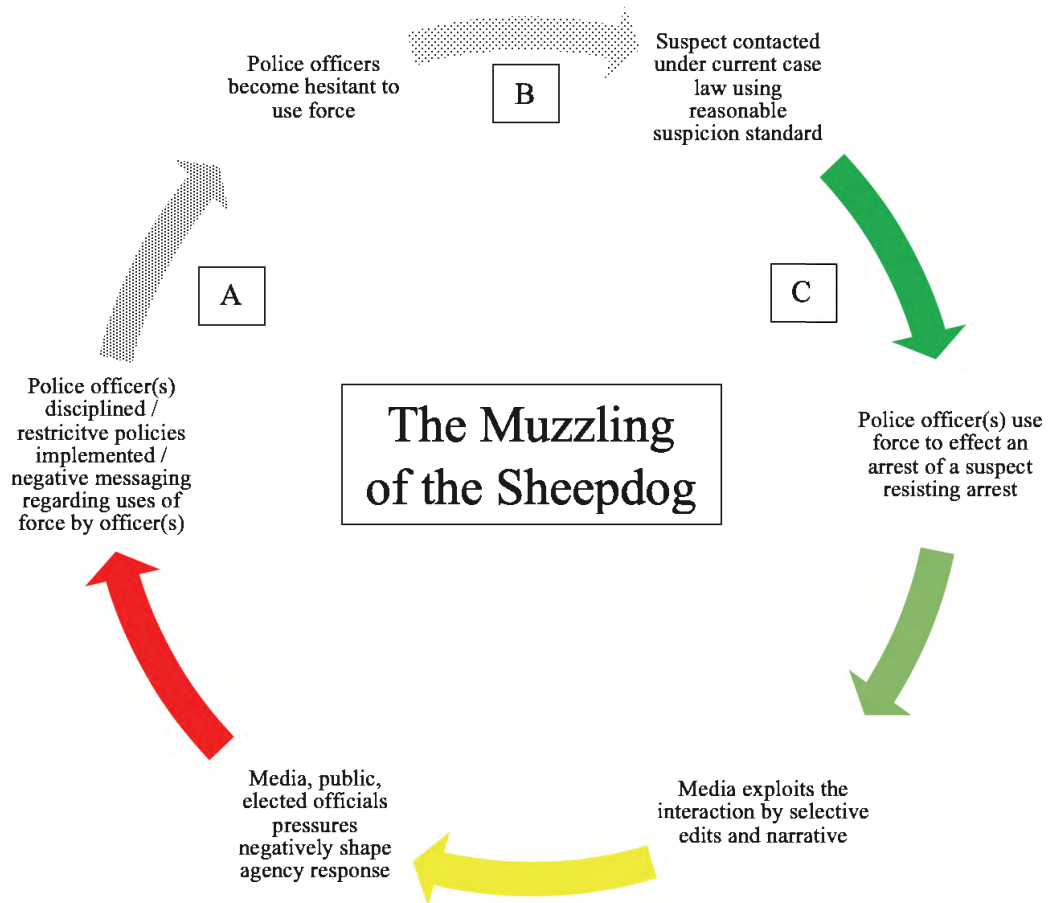 Police officers
become hesitant to
use force
B
Suspect contacted
under current case
law using
reasonable
suspicion standard
C
Police officer(s) use
force to effect an
arrest of a suspect
resisting arrest
Media exploits the
interaction by selective
edits and narrative
Media, public,
elected officials
pressures
negatively shape
agency response
Police officer(s)
disciplined /
restricitve policies
implemented /
negative messaging
regarding uses of
force by officer(s)
A
The Muzzling
of the Sheepdog